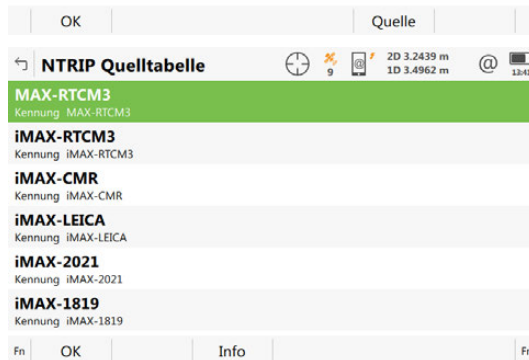 OK Quelle
NTRIP Quelltabelle 9 @ 2D 3.2439 m @
1D 3.4962 m 13:41
MAX-RTCM3
Kennung MAX-RTCM3
iMAX-RTCM3
Kennung iMAX-RTCM3
iMAX-CMR
Kennung iMAX-CMR
iMAX-LEICA
Kennung iMAX-LEICA
iMAX-2021
Kennung iMAX-2021
iMAX-1819
Kennung iMAX-1819
Fn OK Info